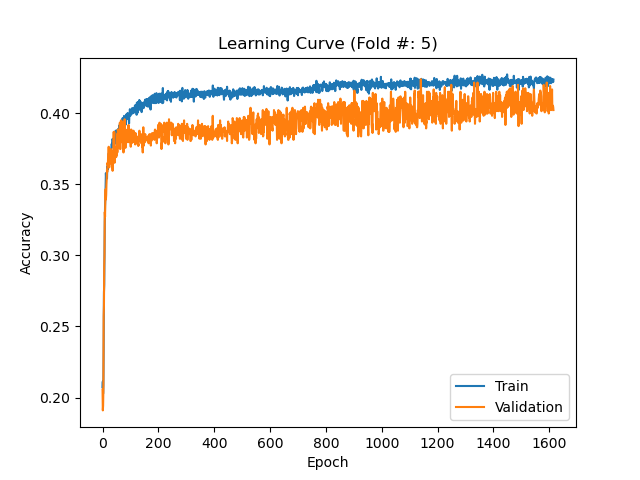 Learning Curve (Fold #: 5)
Accuracy
0.40
0.35
0.30
0.25
0.20
Train
Validation
0 200 400 600 800 1000 1200 1400 1600
Epoch